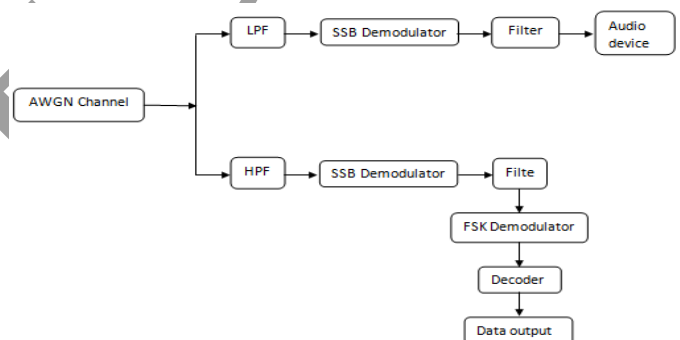 LPF
SSB Demodulator
Filter
Audio
device
AWGN Channel
HPF
SSB Demodulator
Filte
FSK Demodulator
Decoder
Data output